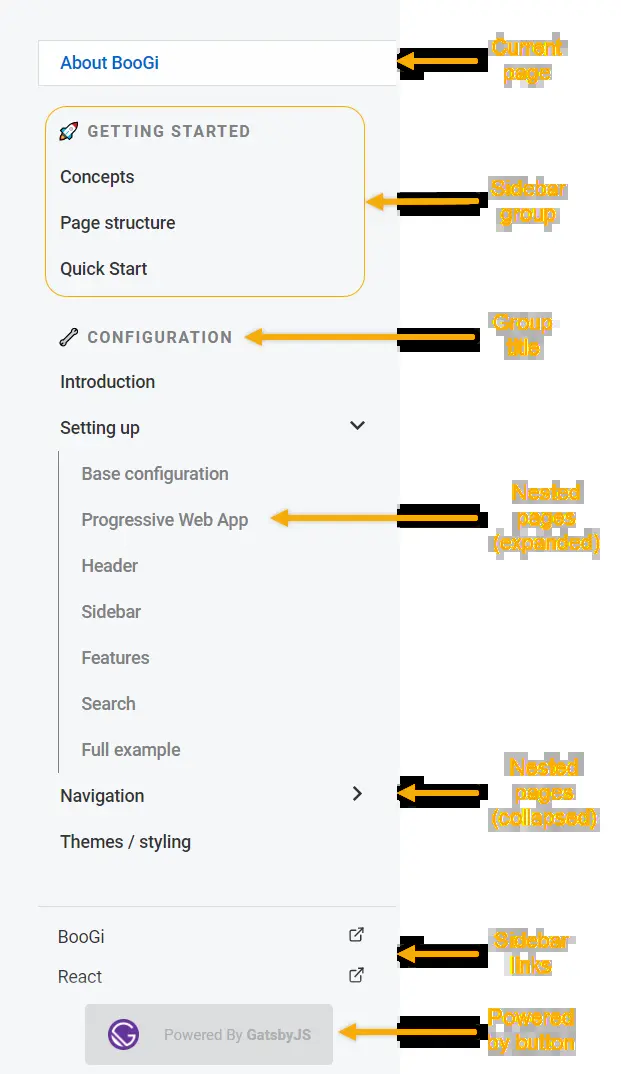 About BooGi
Current
page
GETTING STARTED
Concepts
Sidebar
group
Page structure
Quick Start
CONFIGURATION
Group
title
Introduction
Setting up
Base configuration
Nested
pages
(expanded)
Progressive Web App
Header
Sidebar
Features
Search
Full example
Navigation
Nested
pages
(collapsed)
Themes / styling
BooGi
Sidebar
links
React
Powered By GatsbyJS
Powered
by button